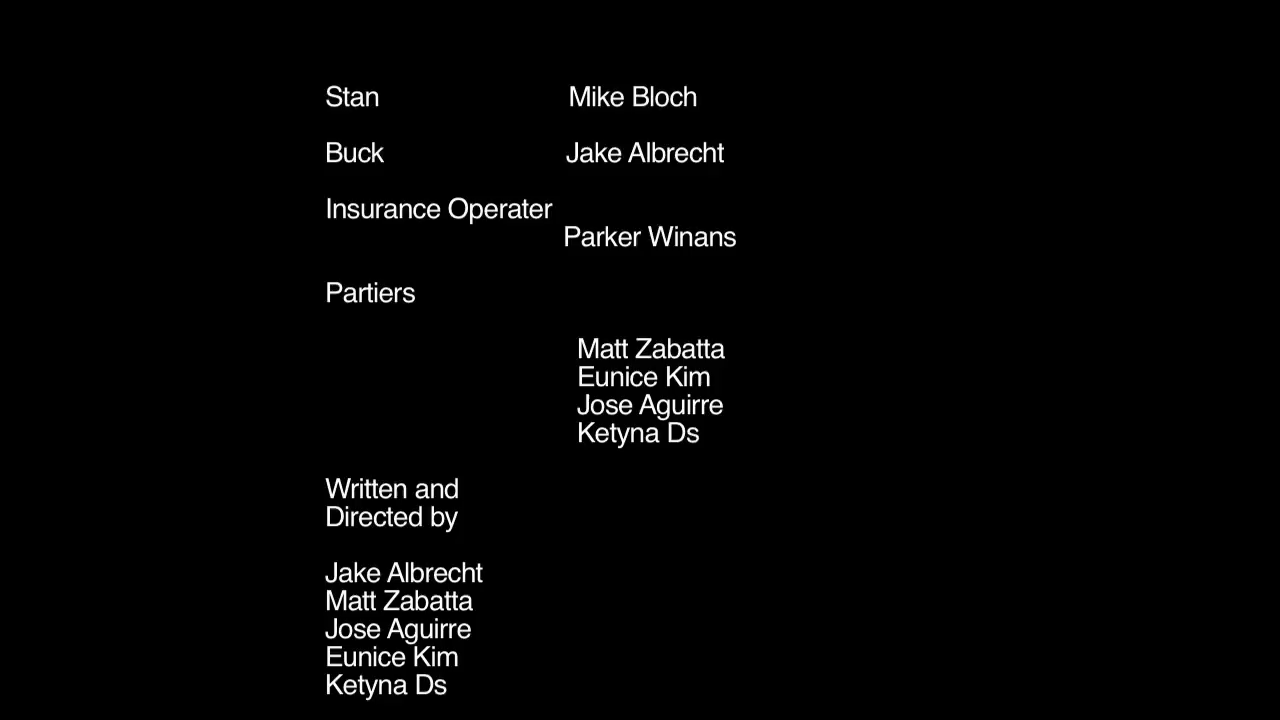 Stan Mike Bloch
Buck Jake Albrecht
Insurance Operater
Parker Winans
Partiers
Matt Zabatta
Eunice Kim
Jose Aguirre
Ketyna Ds
Written and
Directed by
Jake Albrecht
Matt Zabatta
Jose Aguirre
Eunice Kim
Ketyna Ds